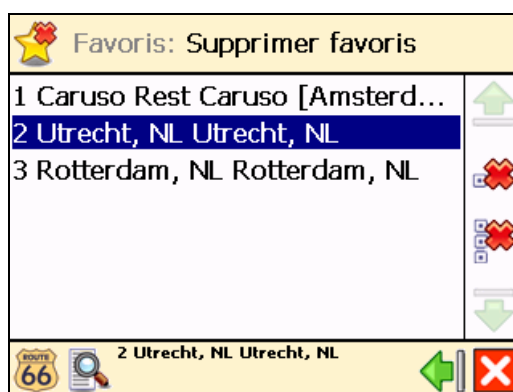 Favoris: Supprimer favoris
1 Caruso Rest Caruso [Amsterd...
2 Utrecht, NL Utrecht, NL
3 Rotterdam, NL Rotterdam, NL
ROUTE
66
2 Utrecht, NL Utrecht, NL